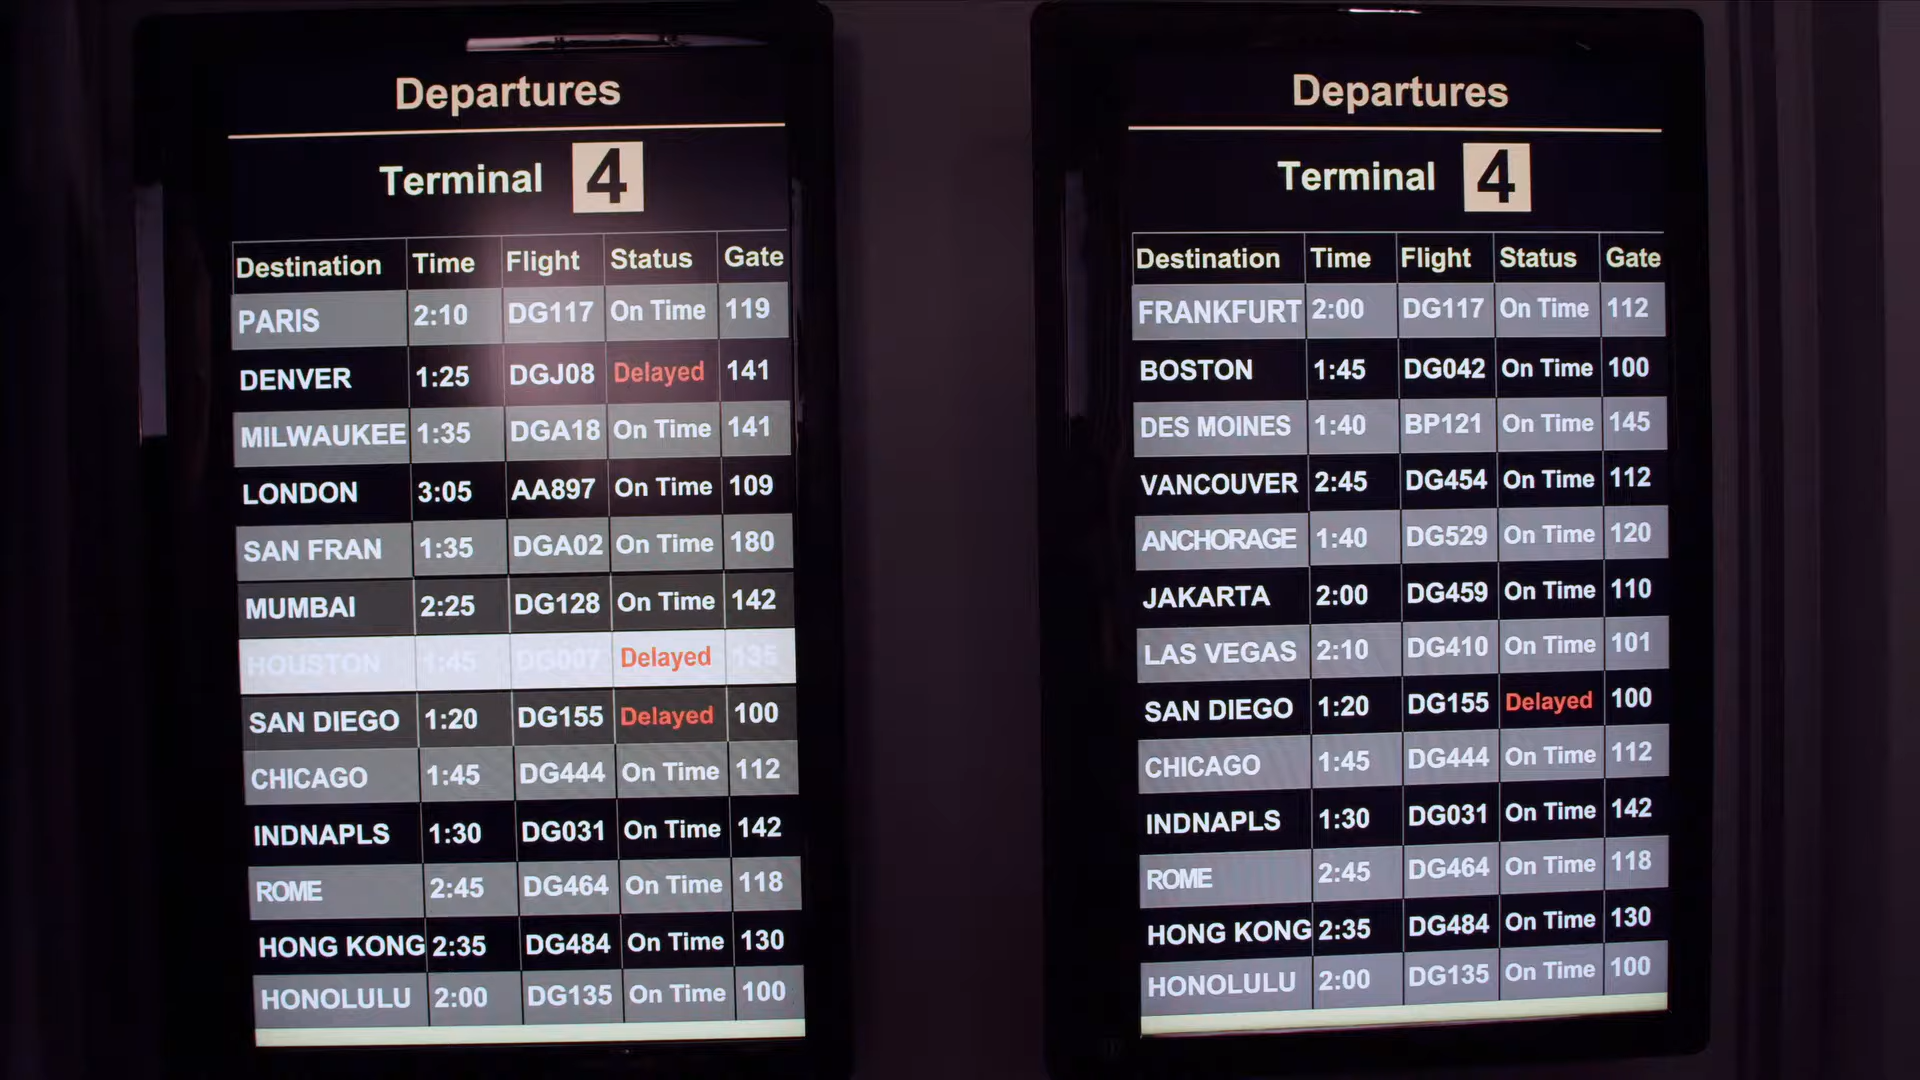 Departures
Terminal 4
Destination Time Flight Status Gate
PARIS 2:10 DG117 On Time 119
DENVER 1:25 DGJ08 Delayed 141
MILWAUKEE 1:35 DGA18 On Time 141
LONDON 3:05 AA897 On Time 109
SAN FRAN 1:35 DGA02 On Time 180
MUMBAI 2:25 DG128 On Time 142
HOUSTON 1:45 DG007 Delayed 135
SAN DIEGO 1:20 DG155 Delayed 100
CHICAGO 1:45 DG444 On Time 112
INDNAPLS 1:30 DG031 On Time 142
ROME 2:45 DG464 On Time 118
HONG KONG 2:35 DG484 On Time 130
HONOLULU 2:00 DG135 On Time 100
Departures
Terminal 4
Destination Time Flight Status Gate
FRANKFURT 2:00 DG117 On Time 112
BOSTON 1:45 DG042 On Time 100
DES MOINES 1:40 BP121 On Time 145
VANCOUVER 2:45 DG454 On Time 112
ANCHORAGE 1:40 DG529 On Time 120
JAKARTA 2:00 DG459 On Time 110
LAS VEGAS 2:10 DG410 On Time 101
SAN DIEGO 1:20 DG155 Delayed 100
CHICAGO 1:45 DG444 On Time 112
INDNAPLS 1:30 DG031 On Time 142
ROME 2:45 DG464 On Time 118
HONG KONG 2:35 DG484 On Time 130
HONOLULU 2:00 DG135 On Time 100